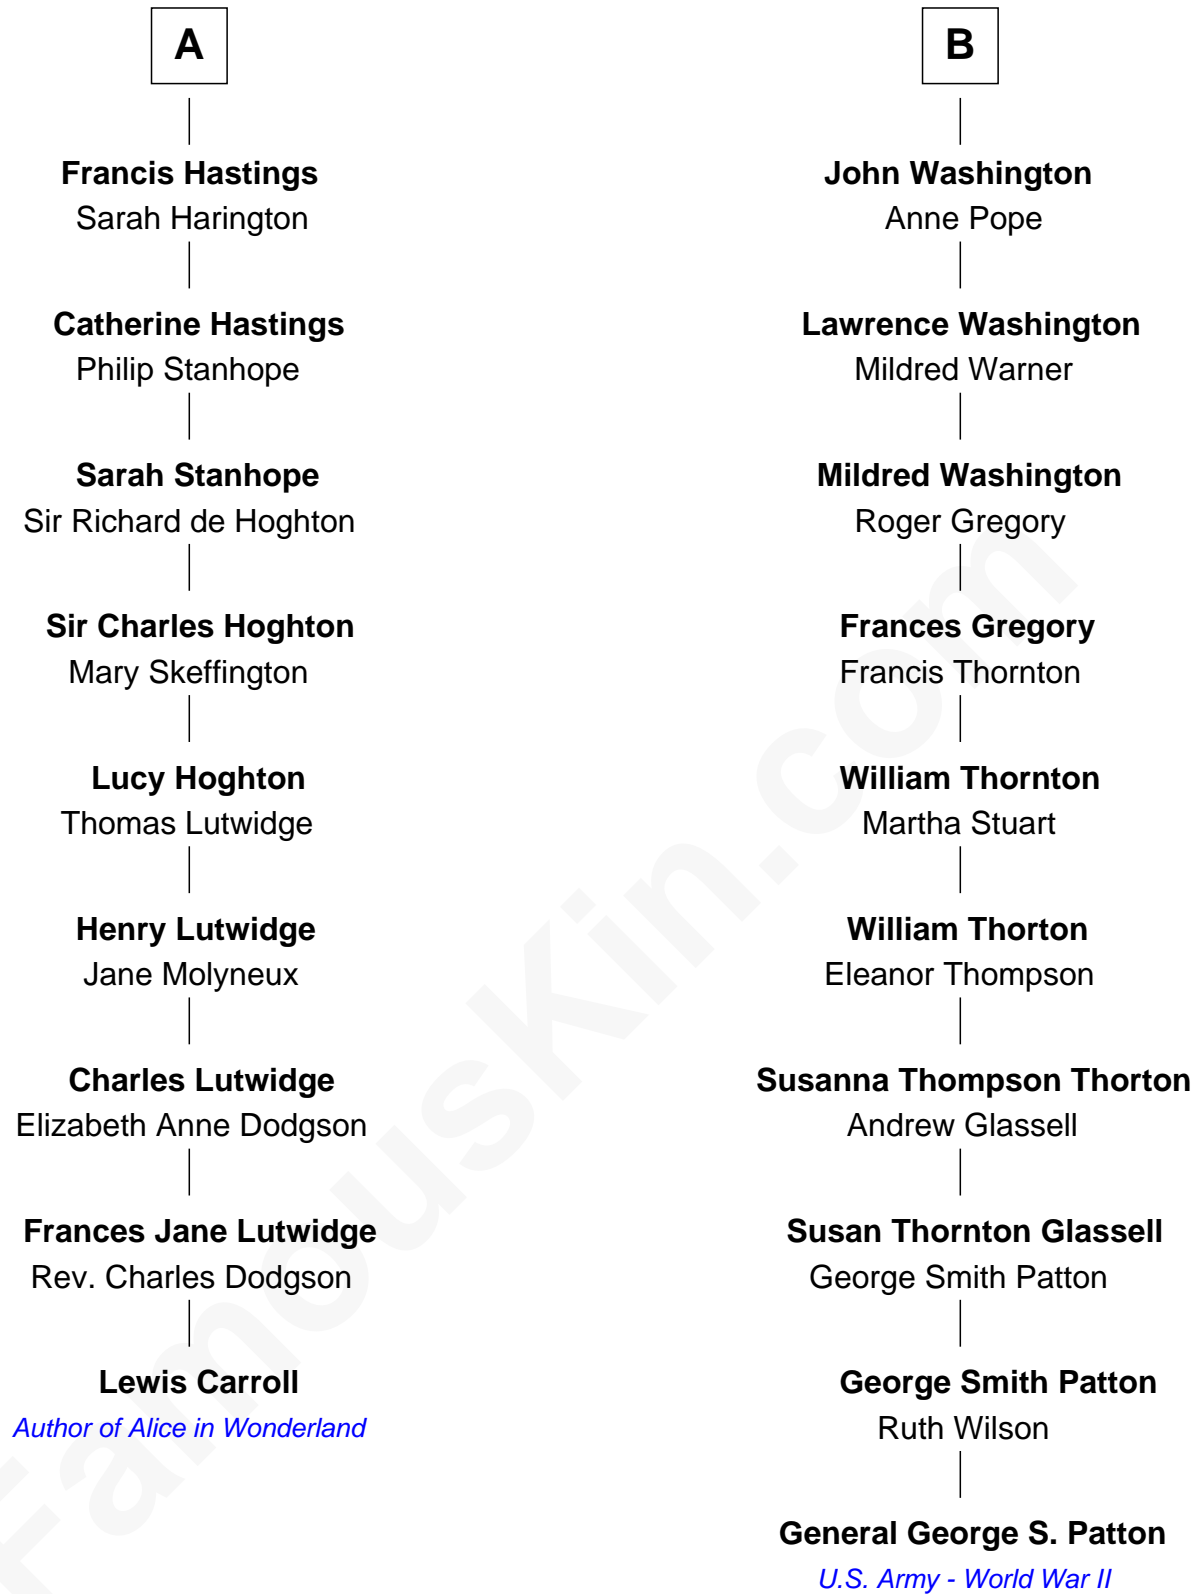 A
Francis Hastings
Sarah Harington
Catherine Hastings
Philip Stanhope
Sarah Stanhope
Sir Richard de Hoghton
Sir Charles Hoghton
Mary Skeffington
Lucy Hoghton
Thomas Lutwidge
Henry Lutwidge
Jane Molyneux
Charles Lutwidge
Elizabeth Anne Dodgson
Frances Jane Lutwidge
Rev. Charles Dodgson
Lewis Carroll
Author of Alice in Wonderland
B
John Washington
Anne Pope
Lawrence Washington
Mildred Warner
Mildred Washington
Roger Gregory
Frances Gregory
Francis Thornton
William Thornton
Martha Stuart
William Thorton
Eleanor Thompson
Susanna Thompson Thorton
Andrew Glassell
Susan Thornton Glassell
George Smith Patton
George Smith Patton
Ruth Wilson
General George S. Patton
U.S. Army - World War II
FamousKin.com